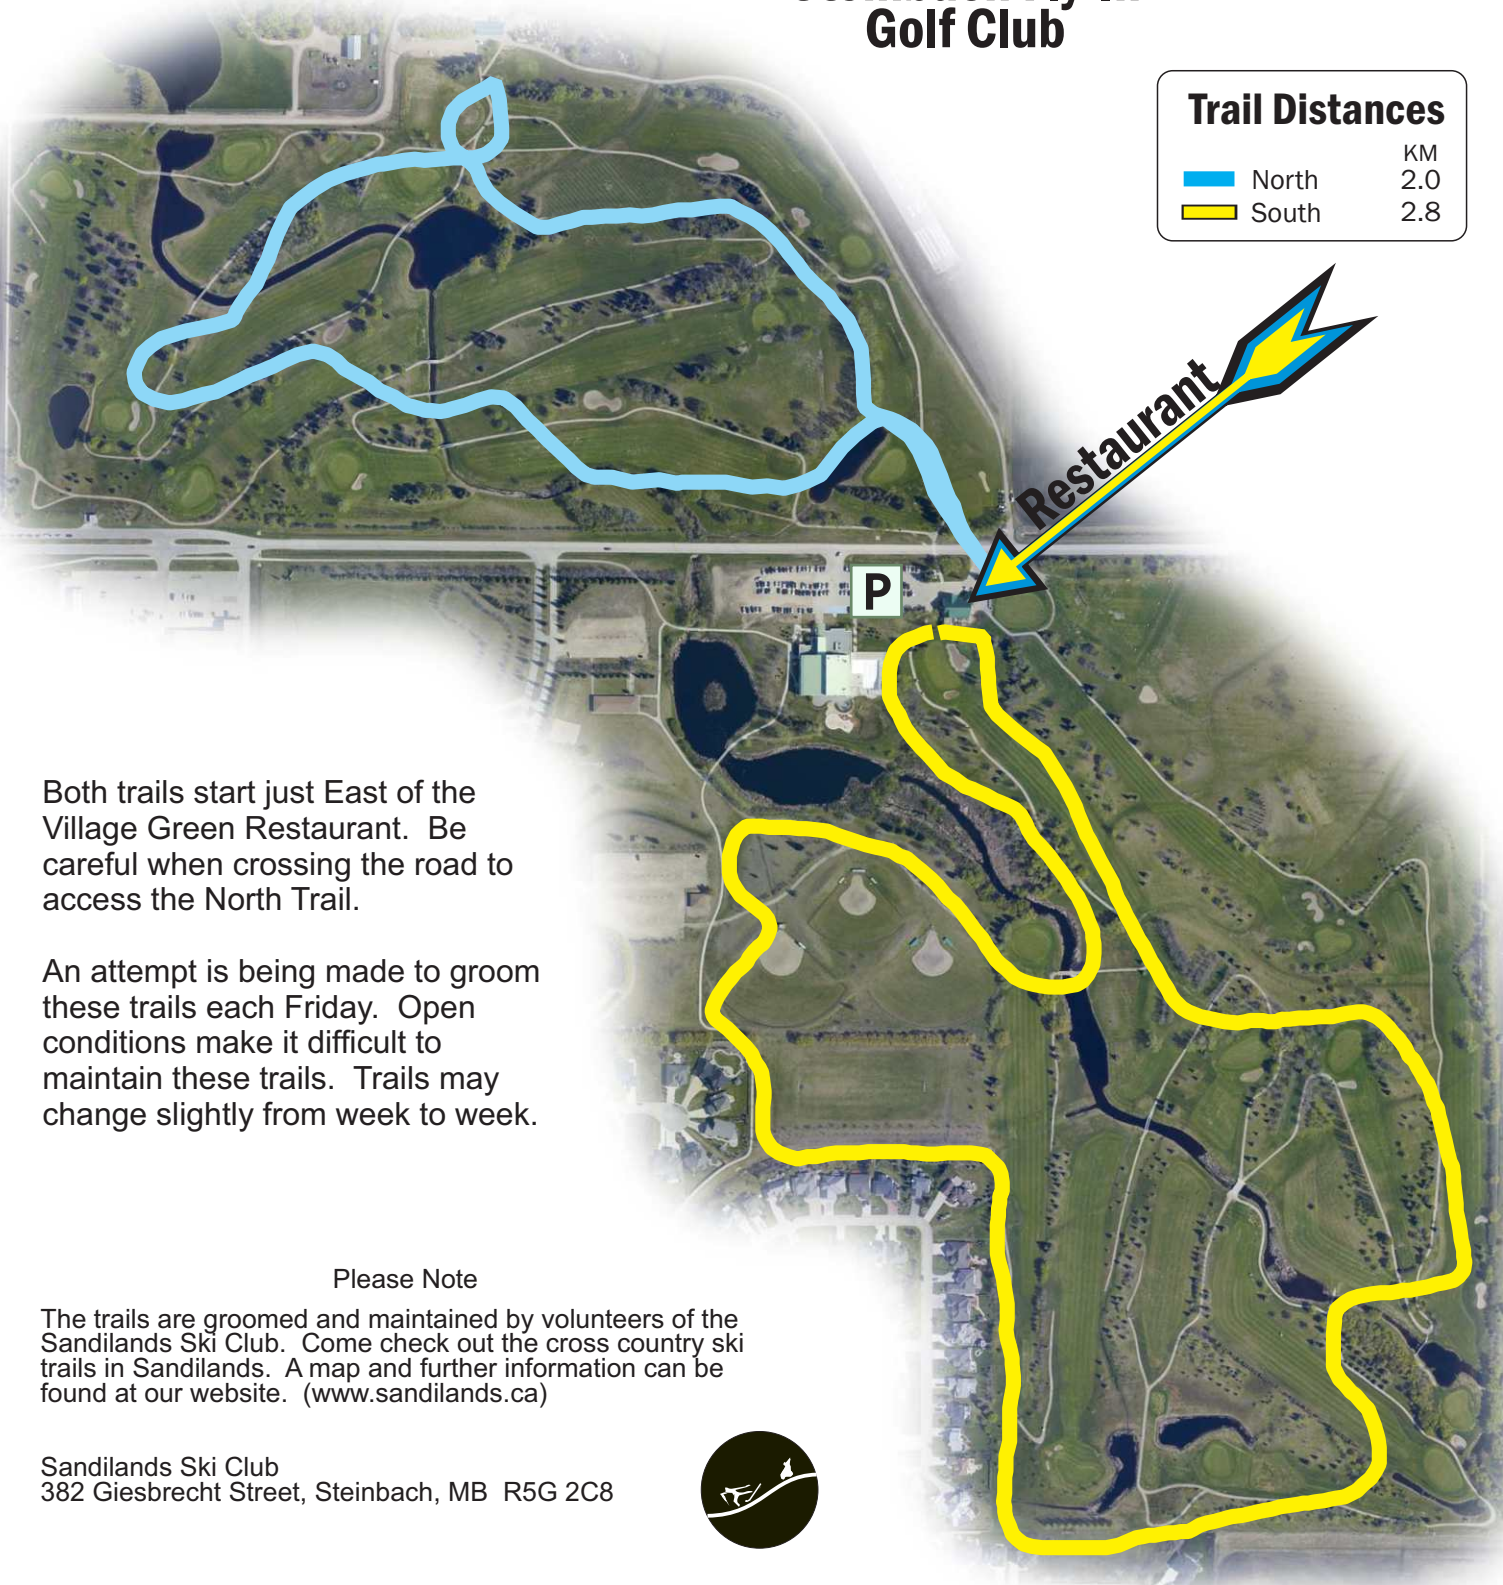 Golf Club
Trail Distances
KM
North 2.0
South 2.8
Restaurant
P
Both trails start just East of the
Village Green Restaurant. Be
careful when crossing the road to
access the North Trail.
An attempt is being made to groom
these trails each Friday. Open
conditions make it difficult to
maintain these trails. Trails may
change slightly from week to week.
Please Note
The trails are groomed and maintained by volunteers of the
Sandilands Ski Club. Come check out the cross country ski
trails in Sandilands. A map and further information can be
found at our website. (www.sandilands.ca)
Sandilands Ski Club
382 Giesbrecht Street, Steinbach, MB R5G 2C8